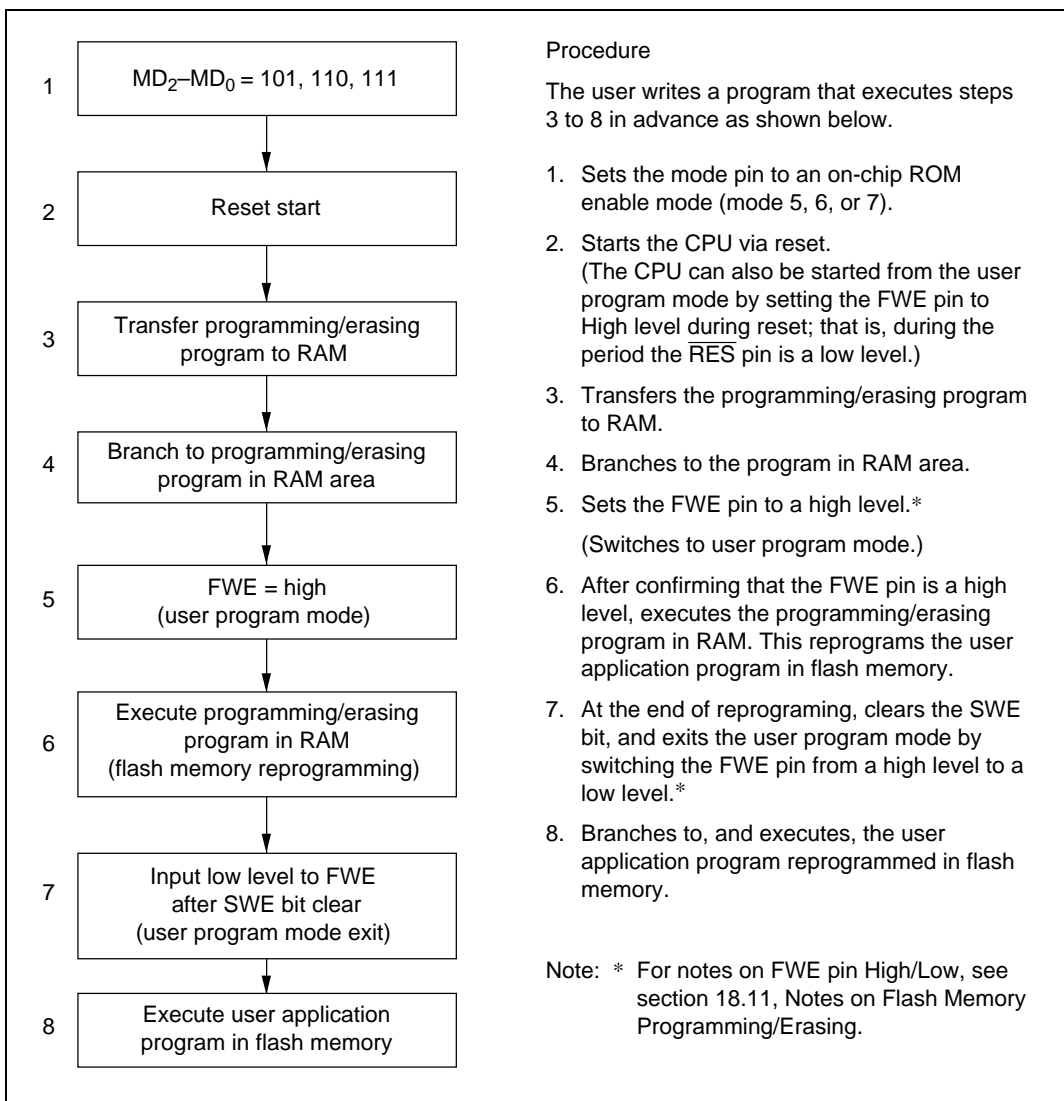 1
MD2–MD0 = 101, 110, 111
2
Reset start
3
Transfer programming/erasing
program to RAM
4
Branch to programming/erasing
program in RAM area
5
FWE = high
(user program mode)
6
Execute programming/erasing
program in RAM
(flash memory reprogramming)
7
Input low level to FWE
after SWE bit clear
(user program mode exit)
8
Execute user application
program in flash memory
Procedure
The user writes a program that executes steps
3 to 8 in advance as shown below.
1. Sets the mode pin to an on-chip ROM
enable mode (mode 5, 6, or 7).
2. Starts the CPU via reset.
(The CPU can also be started from the user
program mode by setting the FWE pin to
High level during reset; that is, during the
period the RES pin is a low level.)
3. Transfers the programming/erasing program
to RAM.
4. Branches to the program in RAM area.
5. Sets the FWE pin to a high level.*
(Switches to user program mode.)
6. After confirming that the FWE pin is a high
level, executes the programming/erasing
program in RAM. This reprograms the user
application program in flash memory.
7. At the end of reprograming, clears the SWE
bit, and exits the user program mode by
switching the FWE pin from a high level to a
low level.*
8. Branches to, and executes, the user
application program reprogrammed in flash
memory.
Note: * For notes on FWE pin High/Low, see
section 18.11, Notes on Flash Memory
Programming/Erasing.